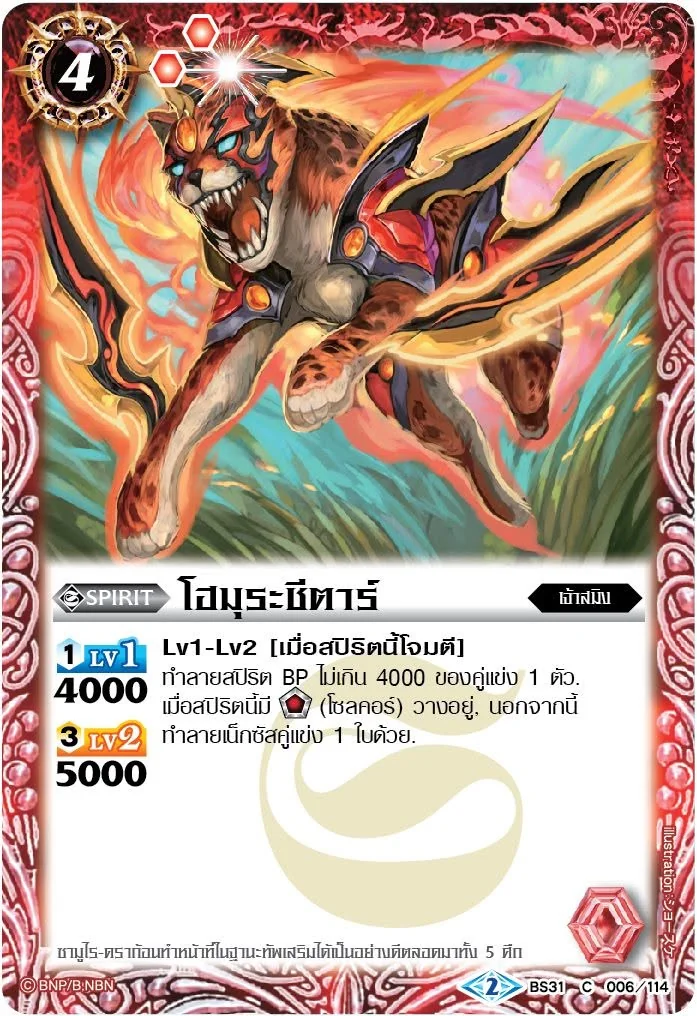 4
SPIRIT
โฮมุระชีตาร์
เจ้าสมิง
1 LV1
4000
3 LV2
5000
Lv1-Lv2 [เมื่อสปิริตนี้โจมตี]
ทำลายสปิริต BP ไม่เกิน 4000 ของคู่แข่ง 1 ตัว.
เมื่อสปิริตนี้มี (โซลคอร์) วางอยู่, นอกจากนี้
ทำลายเน็กซัสคู่แข่ง 1 ใบด้วย.
illustration:ショースケ
ซามูไร-ดราก้อนทำหน้าที่ในฐานะทัพเสริมได้เป็นอย่างดีตลอดมาทั้ง 5 ศึก
©BNP/B,NBN
2
BS31 C 006/114